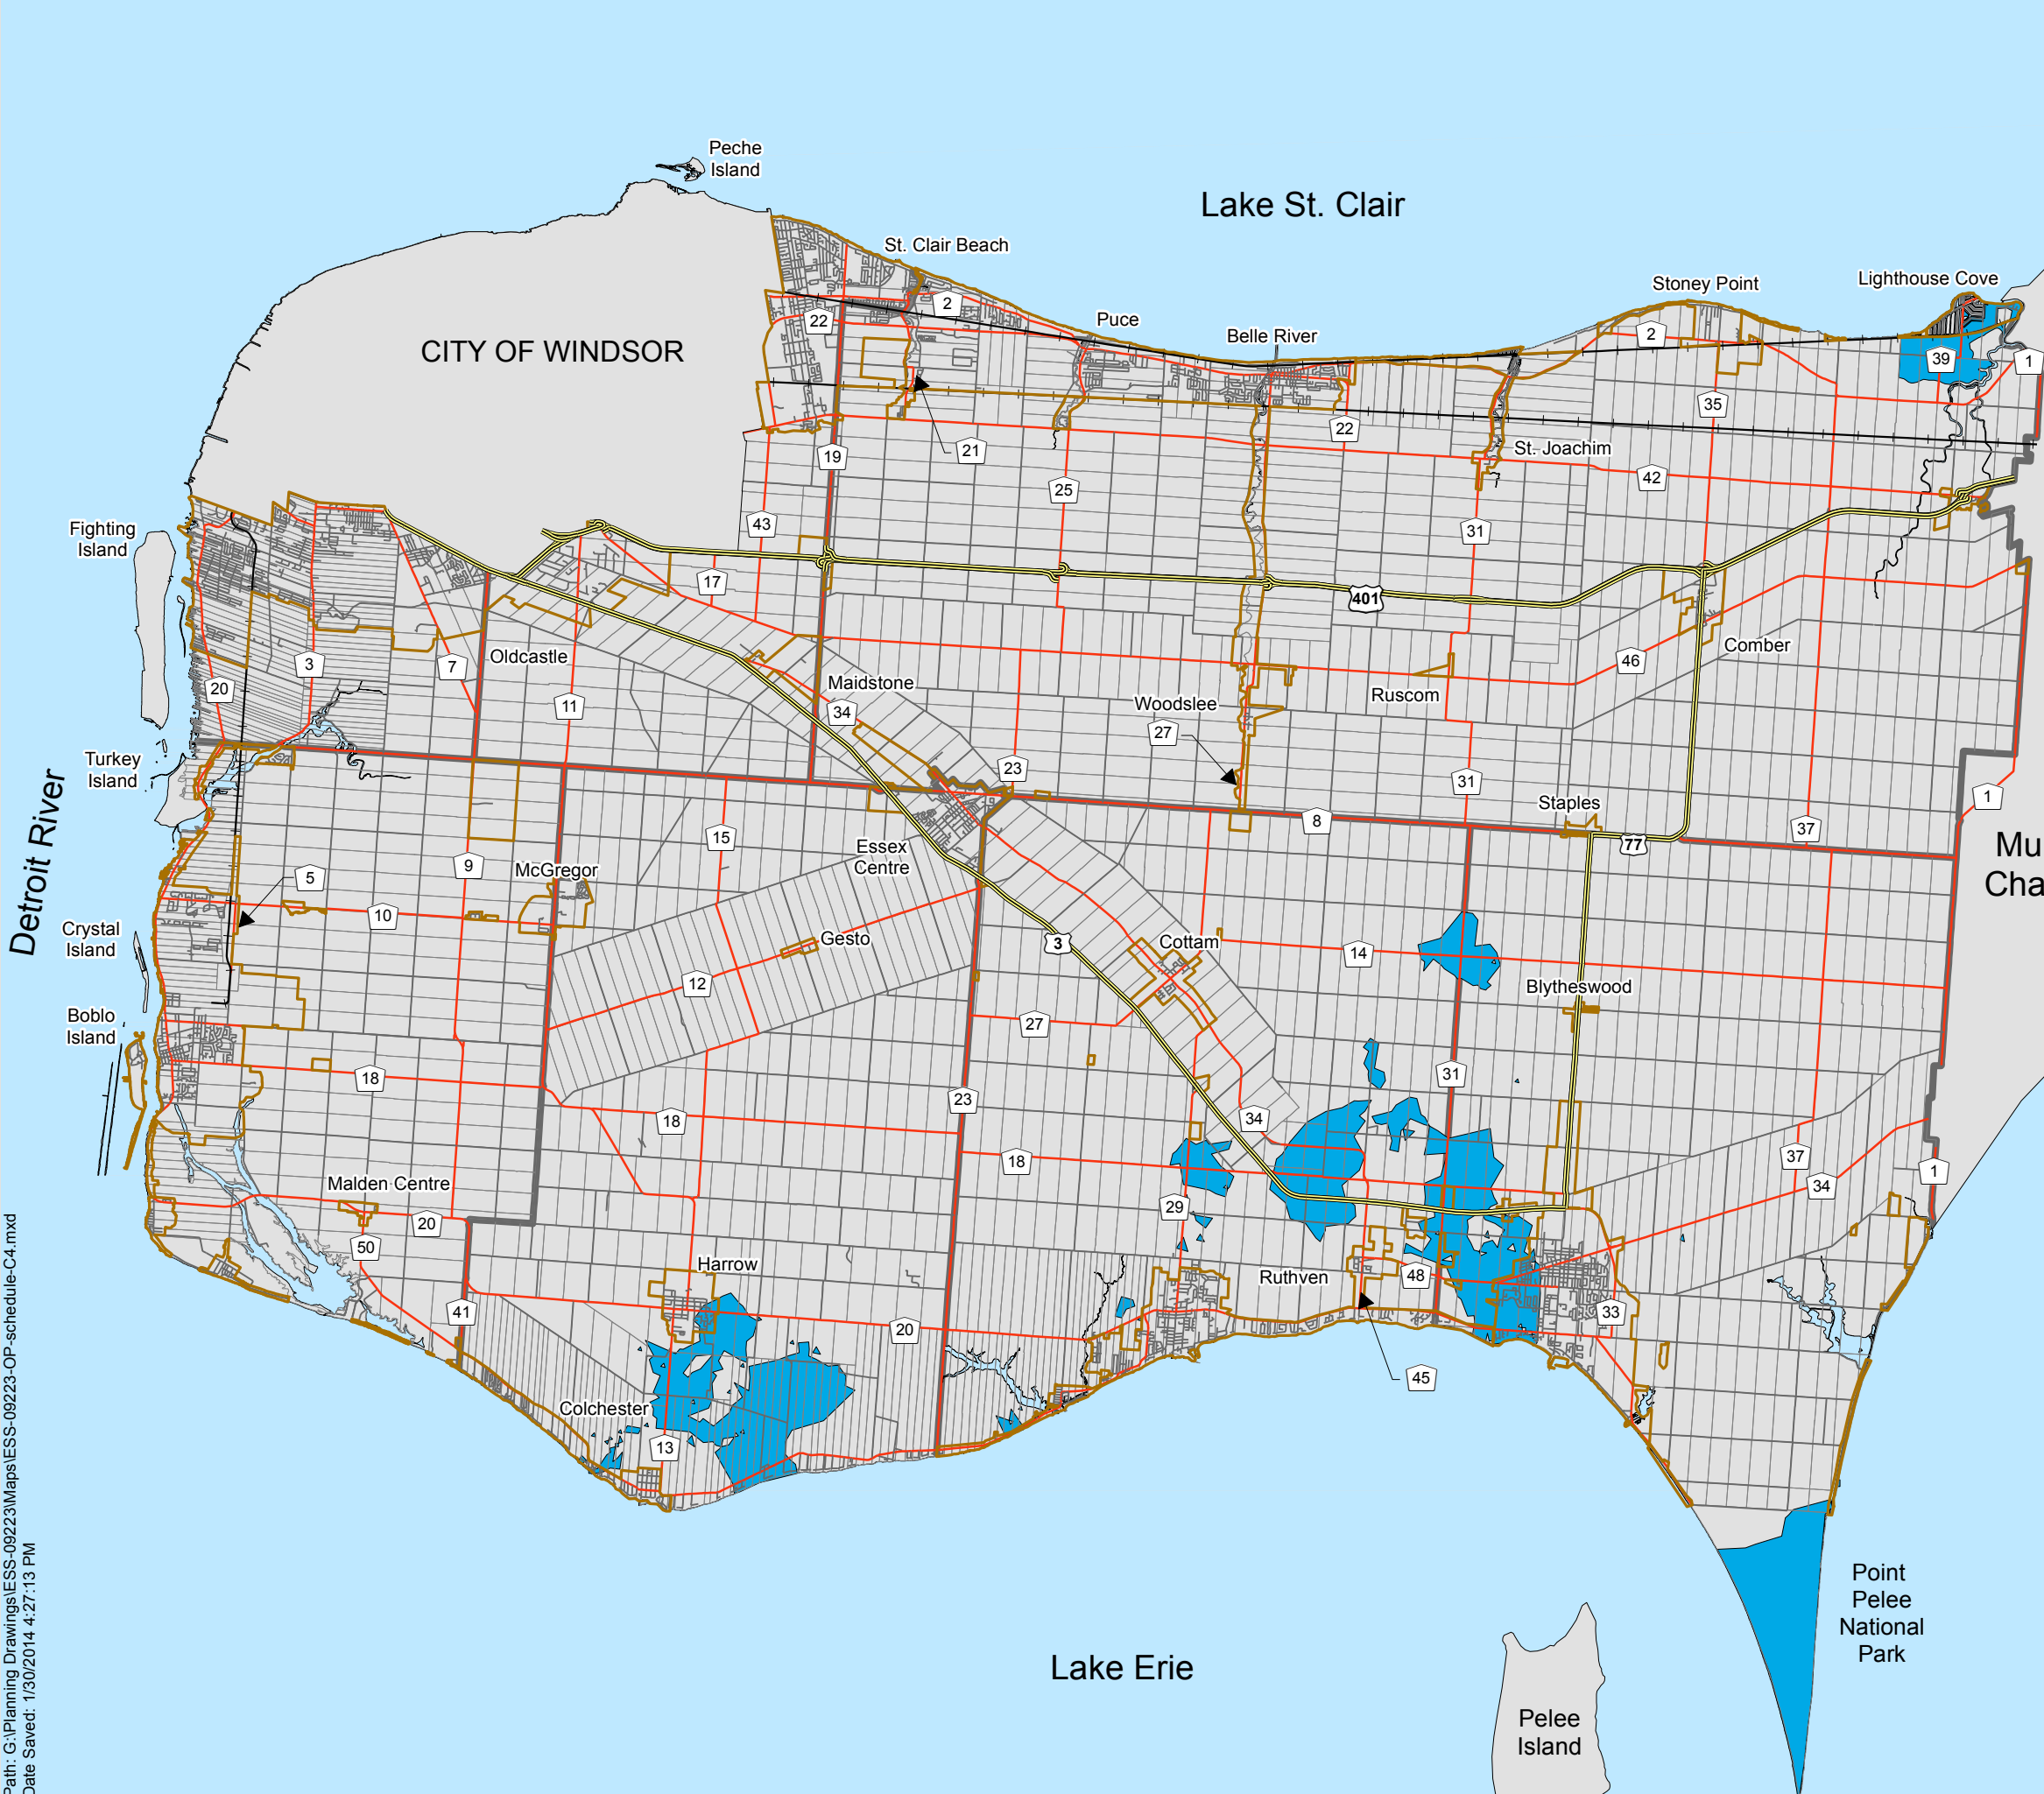 Peche
Island
Lake St. Clair
St. Clair Beach
Stoney Point
Lighthouse Cove
2
22
Puce
Belle River
2
39
1
CITY OF WINDSOR
35
22
19
21
St. Joachim
42
25
43
31
Fighting
Island
17
401
Comber
46
Oldcastle
3
7
20
Maidstone
34
11
Ruscom
Woodslee
27
Turkey
Island
23
31
1
Staples
8
37
77
15
Essex
Centre
Mu
Cha
9
McGregor
5
10
Detroit River
Crystal
Island
Gesto
3
Cottam
14
12
Blytheswood
Boblo
Island
27
18
31
23
34
18
18
37
1
34
Malden Centre
20
29
50
Harrow
Ruthven
48
41
33
20
45
Colchester
13
Point
Pelee
National
Park
Lake Erie
Pelee
Island
Path: G:\Planning Drawings\ESS-09223\Maps\ESS-09223-OP-schedule-C4.mxd
Date Saved: 1/30/2014 4:27:13 PM